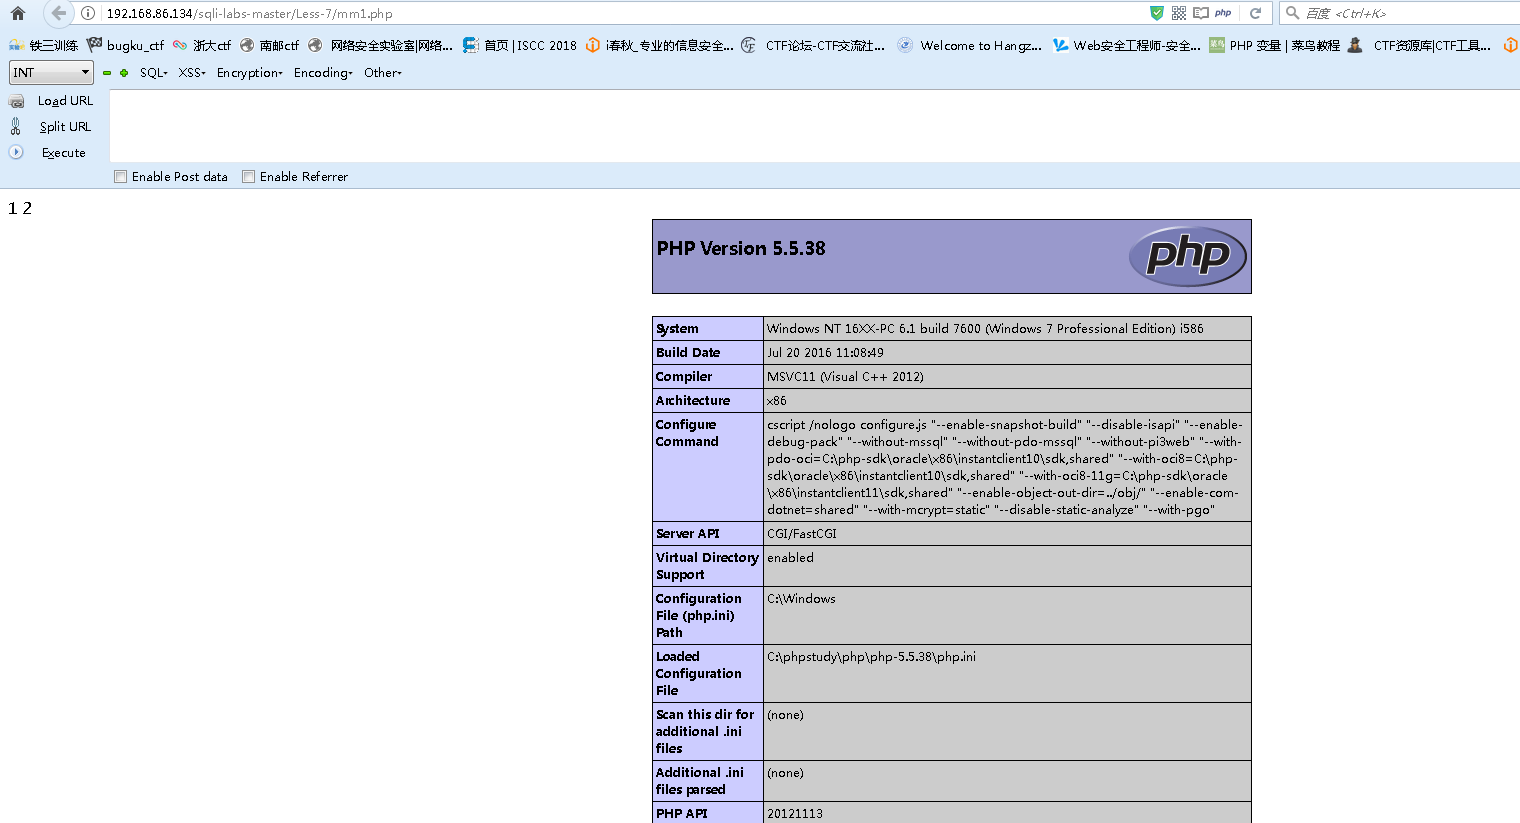 192.168.86.134/sqli-labs-master/Less-7/mm1.php
php
百度 <Ctrl+K>
铁三训练 bugku_ctf 浙大ctf 南邮ctf 网络安全实验室|网络... 首页 | ISCC 2018 i春秋_专业的信息安全... CTF论坛-CTF交流社... Welcome to Hangz... Web安全工程师-安全... PHP 变量 | 菜鸟教程 CTF资源库|CTF工具...
INT SQL XSS Encryption Encoding Other
Load URL
Split URL
Execute
Enable Post data Enable Referrer
1 2
PHP Version 5.5.38
php
System Windows NT 16XX-PC 6.1 build 7600 (Windows 7 Professional Edition) i586
Build Date Jul 20 2016 11:08:49
Compiler MSVC11 (Visual C++ 2012)
Architecture x86
Configure cscript /nologo configure.js "--enable-snapshot-build" "--disable-isapi" "--enable-
Command debug-pack" "--without-mssql" "--without-pdo-mssql" "--without-pi3web" "--with-
pdo-oci=C:\php-sdk\oracle\x86\instantclient10\sdk,shared" "--with-oci8=C:\php-
sdk\oracle\x86\instantclient10\sdk,shared" "--with-oci8-11g=C:\php-sdk\oracle
\x86\instantclient11\sdk,shared" "--enable-object-out-dir=../obj/" "--enable-com-
dotnet=shared" "--with-mcrypt=static" "--disable-static-analyze" "--with-pgo"
Server API CGI/FastCGI
Virtual Directory enabled
Support
Configuration C:\Windows
File (php.ini)
Path
Loaded C:\phpstudy\php\php-5.5.38\php.ini
Configuration
File
Scan this dir for (none)
additional .ini
files
Additional .ini (none)
files parsed
PHP API 20121113